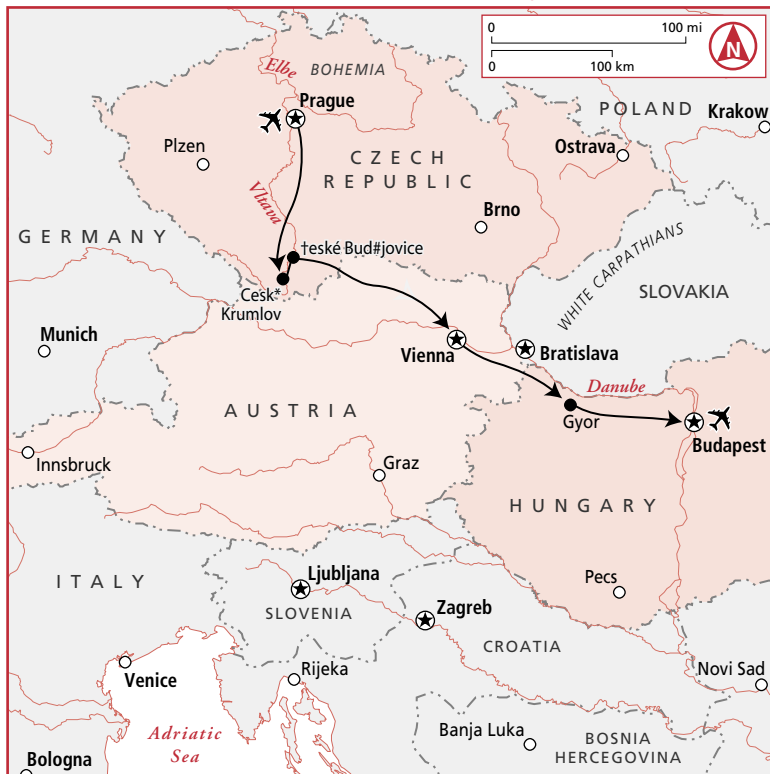 0
100 mi
0
100 km
N
Elbe
BOHEMIA
Prague
POLAND
Krakow
Plzen
CZECH
REPUBLIC
Ostrava
Vltava
Brno
GERMANY
†eské Bud#jovice
WHITE CARPATHIANS
Cesk*
Krumlov
SLOVAKIA
Munich
Vienna
Bratislava
Danube
AUSTRIA
Gyor
Budapest
Innsbruck
Graz
HUNGARY
ITALY
Ljubljana
Pecs
SLOVENIA
Zagreb
CROATIA
Venice
Rijeka
Novi Sad
Adriatic
Sea
Banja Luka
BOSNIA
HERCEGOVINA
Bologna